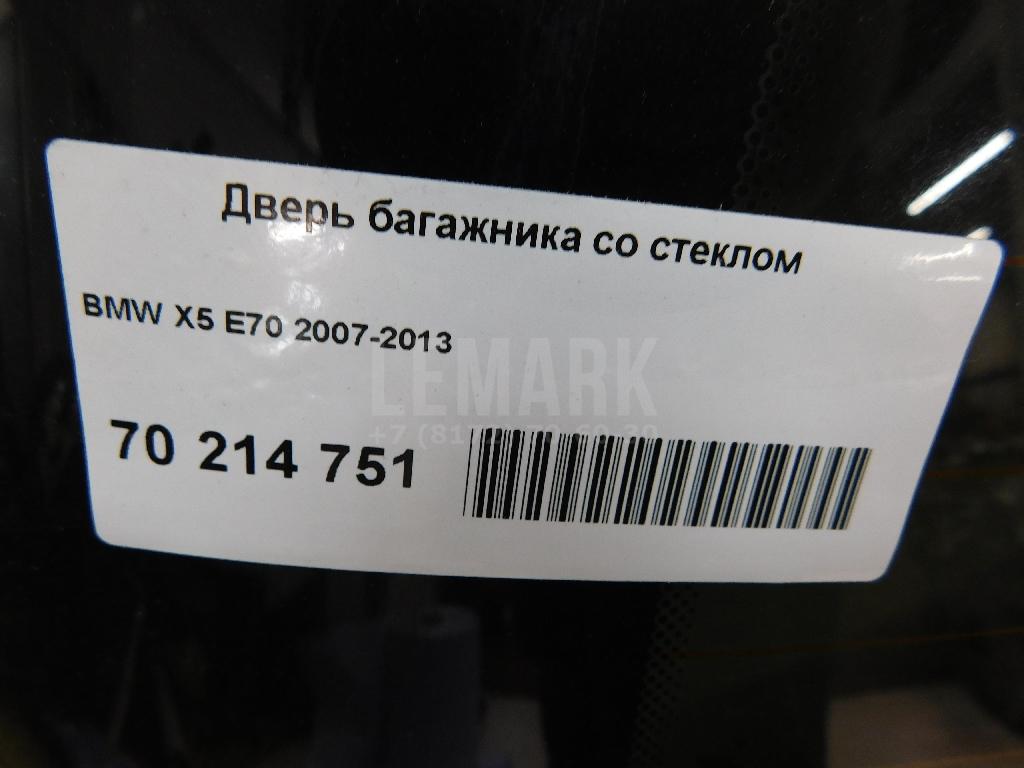 Дверь багажника со стеклом
BMW X5 E70 2007-2013
LEMARK
70 214 751